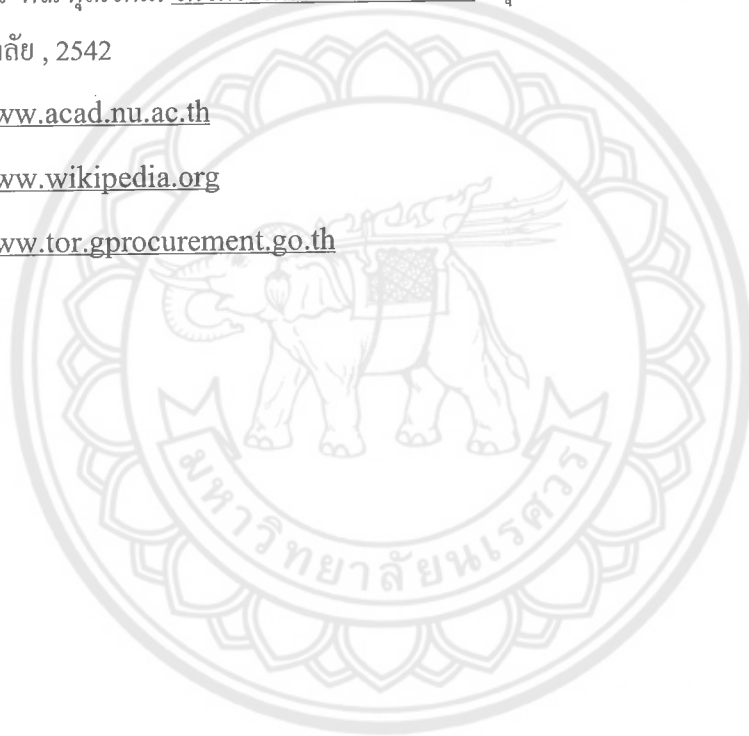 าลัย , 2542
ww.acad.nu.ac.th
ww.wikipedia.org
ww.tor.gprocurement.go.th
มหาวิทยาลัยนเรศวร